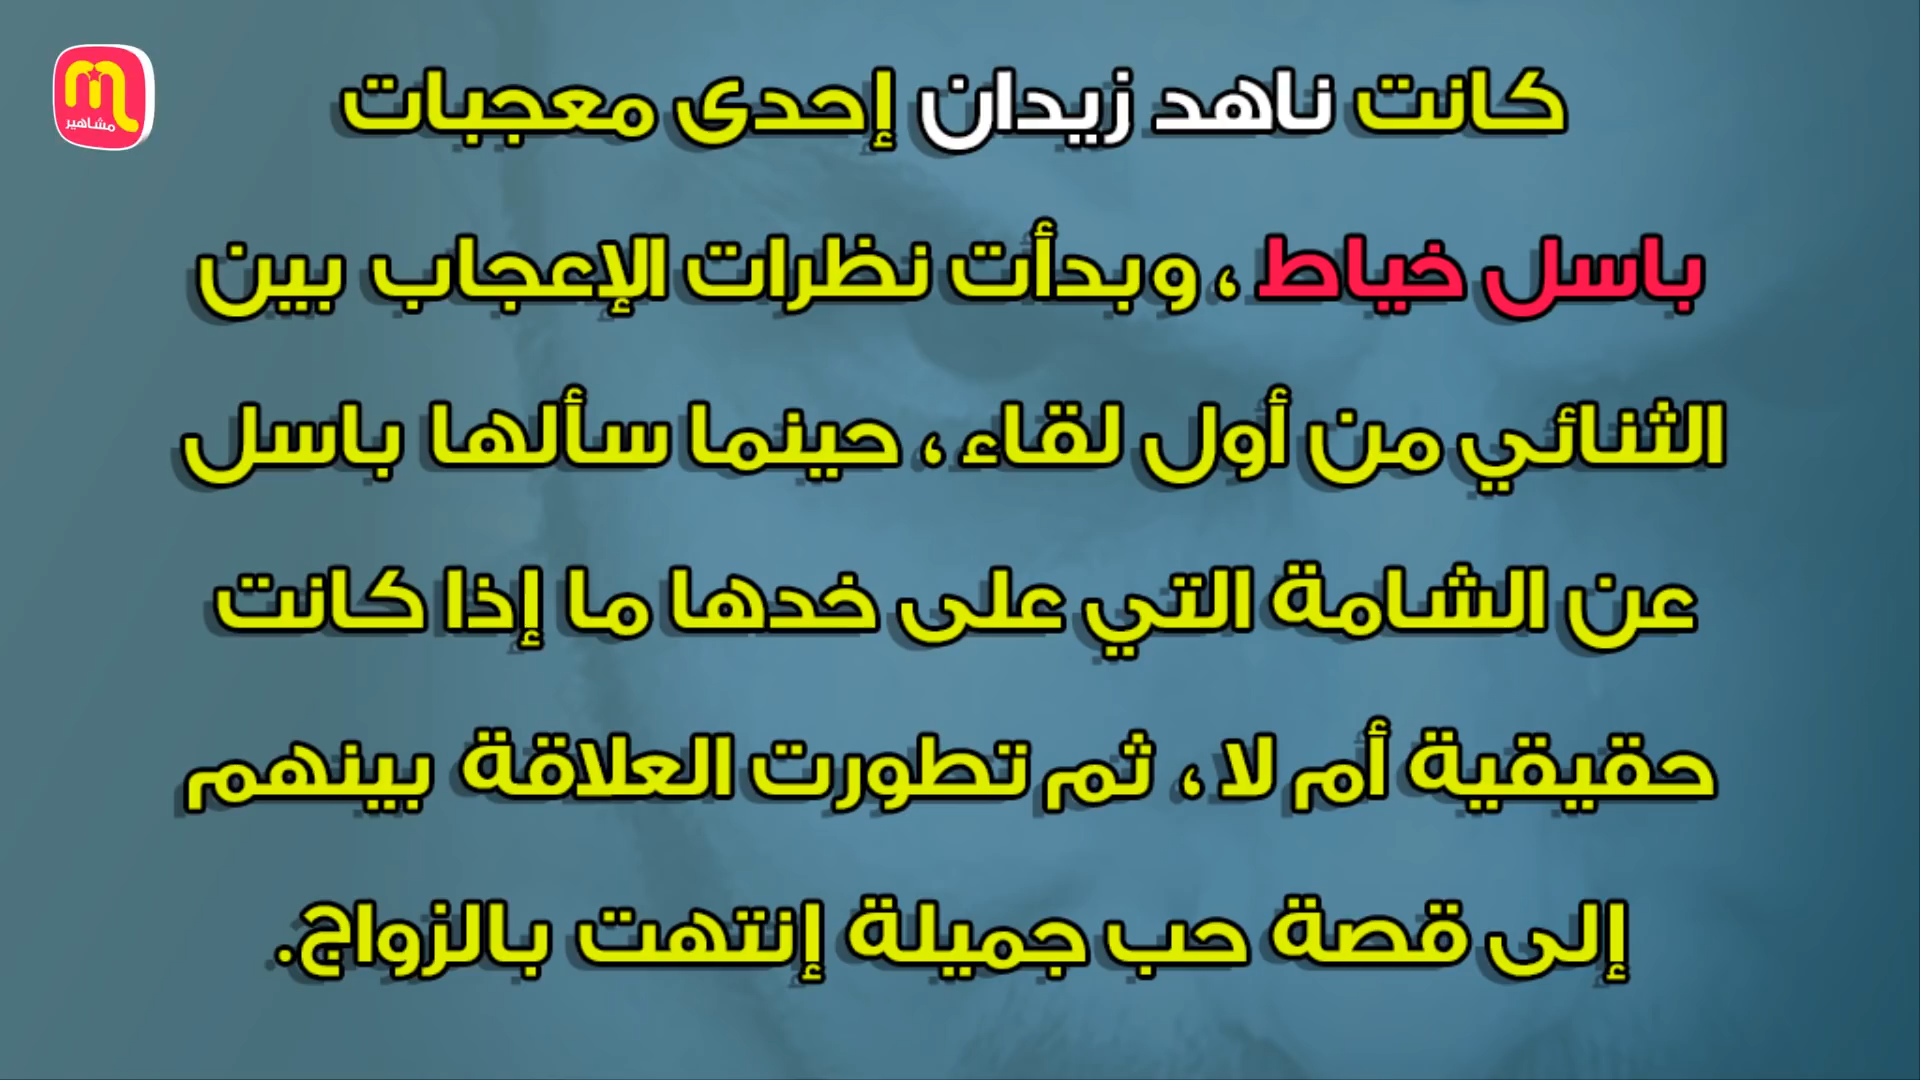 مشاهير
كانت ناهد زيدان إحدى معجبات
باسل خياط ، وبدأت نظرات الإعجاب بين
الثنائي من أول لقاء ، حينما سألها باسل
عن الشامة التي على خدها ما إذا كانت
حقيقية أم لا ، ثم تطورت العلاقة بينهم
إلى قصة حب جميلة إنتهت بالزواج.